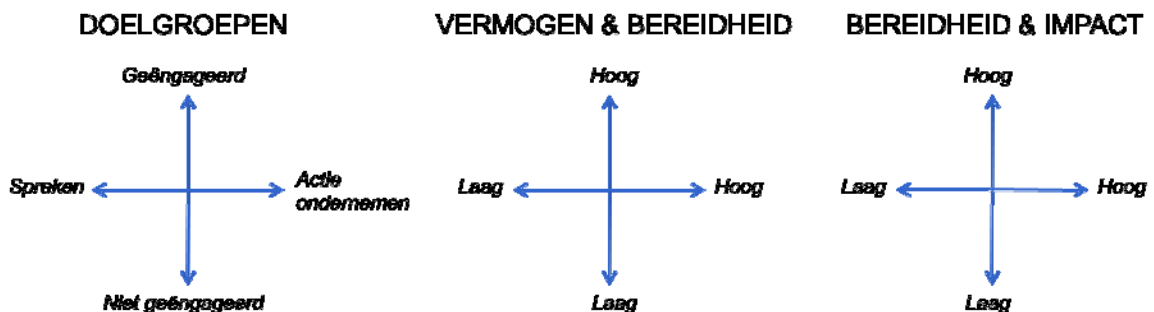 DOELGROEPEN
Geëngageerd
Spreken
Actie
ondernemen
Niet geëngageerd
VERMOGEN & BEREIDHEID
Hoog
Laag
Hoog
Laag
BEREIDHEID & IMPACT
Hoog
Laag
Hoog
Laag